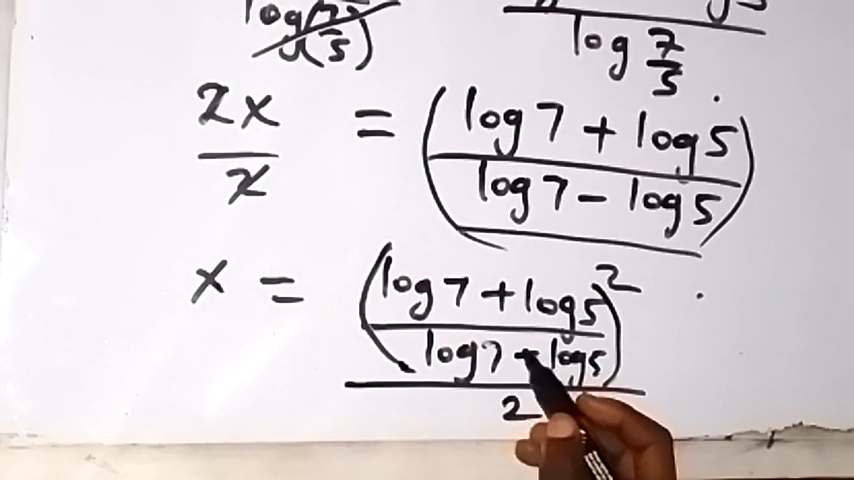 log 7/5
2x/x = (log 7 + log 5 / log 7 - log 5)
x = (log 7 + log 5 / log 7 - log 5)² / 2